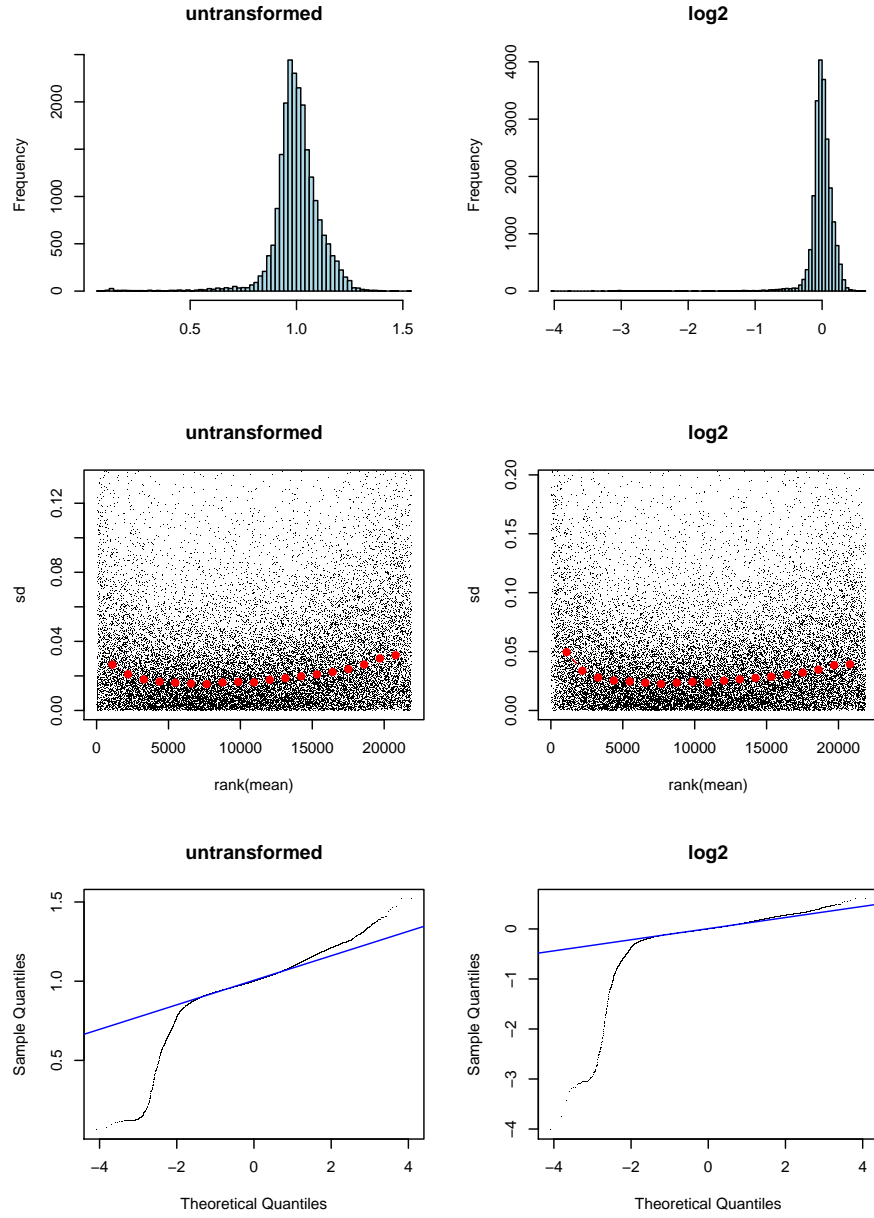 untransformed
log2
Frequency
0 500 1000 2000
0.5 1.0 1.5
Frequency
0 1000 2000 3000 4000
−4 −3 −2 −1 0
untransformed
log2
sd
0.00 0.04 0.08 0.12
0 5000 10000 15000 20000
rank(mean)
sd
0.00 0.05 0.10 0.15 0.20
0 5000 10000 15000 20000
rank(mean)
untransformed
log2
Sample Quantiles
0.5 1.0 1.5
−4 −2 0 2 4
Theoretical Quantiles
Sample Quantiles
−4 −3 −2 −1 0
−4 −2 0 2 4
Theoretical Quantiles